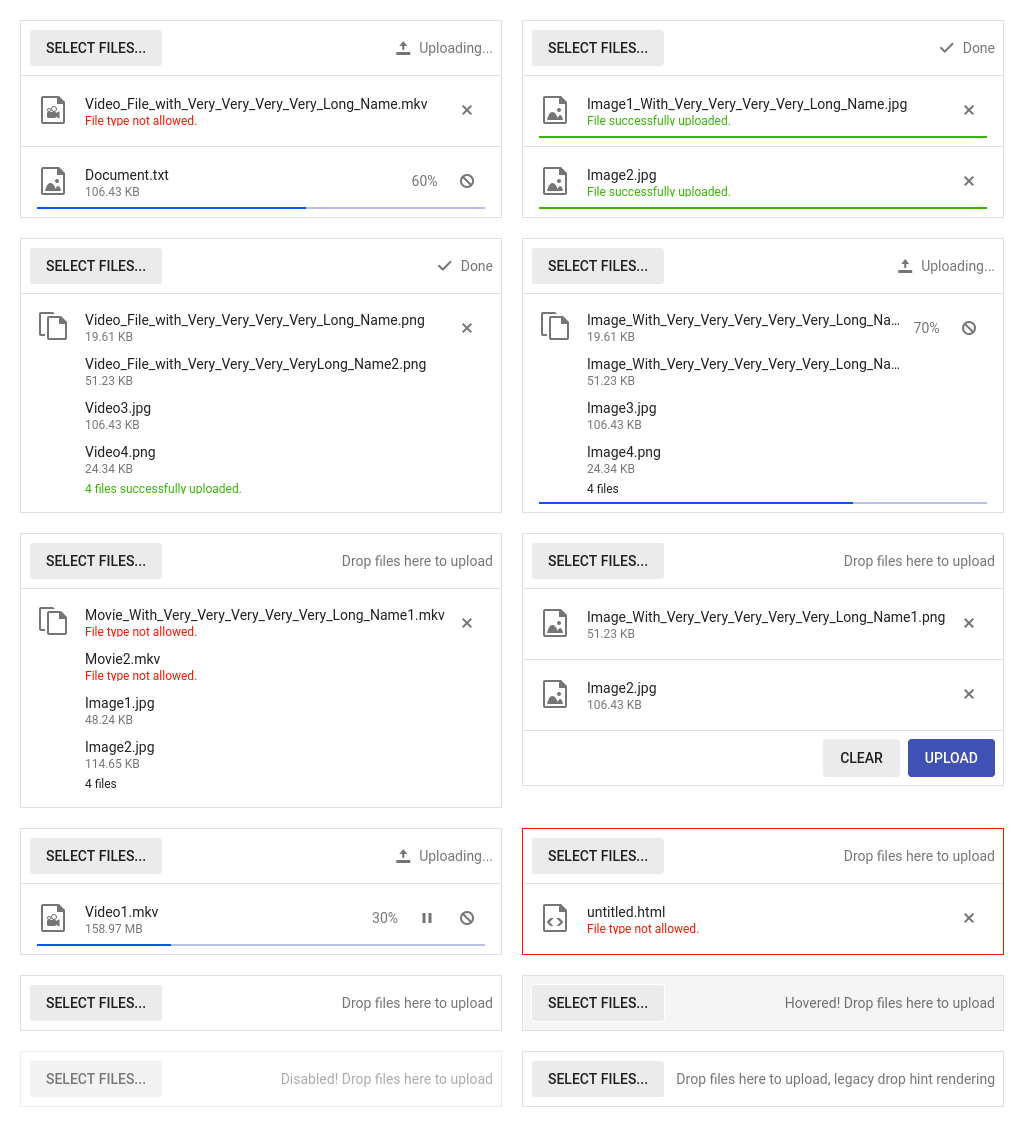 SELECT FILES...
Uploading...
Video_File_with_Very_Very_Very_Very_Long_Name.mkv
File type not allowed.
Document.txt
106.43 KB
60%
SELECT FILES...
Done
Image1_With_Very_Very_Very_Very_Long_Name.jpg
File successfully uploaded.
Image2.jpg
File successfully uploaded.
SELECT FILES...
Done
Video_File_with_Very_Very_Very_Very_Long_Name.png
19.61 KB
Video_File_with_Very_Very_Very_VeryLong_Name2.png
51.23 KB
Video3.jpg
106.43 KB
Video4.png
24.34 KB
4 files successfully uploaded.
SELECT FILES...
Uploading...
Image_With_Very_Very_Very_Very_Very_Long_Na...
19.61 KB
70%
Image_With_Very_Very_Very_Very_Very_Long_Na...
51.23 KB
Image3.jpg
106.43 KB
Image4.png
24.34 KB
4 files
SELECT FILES...
Drop files here to upload
Movie_With_Very_Very_Very_Very_Very_Long_Name1.mkv
File type not allowed.
Movie2.mkv
File type not allowed.
Image1.jpg
48.24 KB
Image2.jpg
114.65 KB
4 files
SELECT FILES...
Drop files here to upload
Image_With_Very_Very_Very_Very_Very_Long_Name1.png
51.23 KB
Image2.jpg
106.43 KB
CLEAR
UPLOAD
SELECT FILES...
Uploading...
Video1.mkv
158.97 MB
30%
SELECT FILES...
Drop files here to upload
untitled.html
File type not allowed.
SELECT FILES...
Drop files here to upload
SELECT FILES...
Hovered! Drop files here to upload
SELECT FILES...
Disabled! Drop files here to upload
SELECT FILES...
Drop files here to upload, legacy drop hint rendering